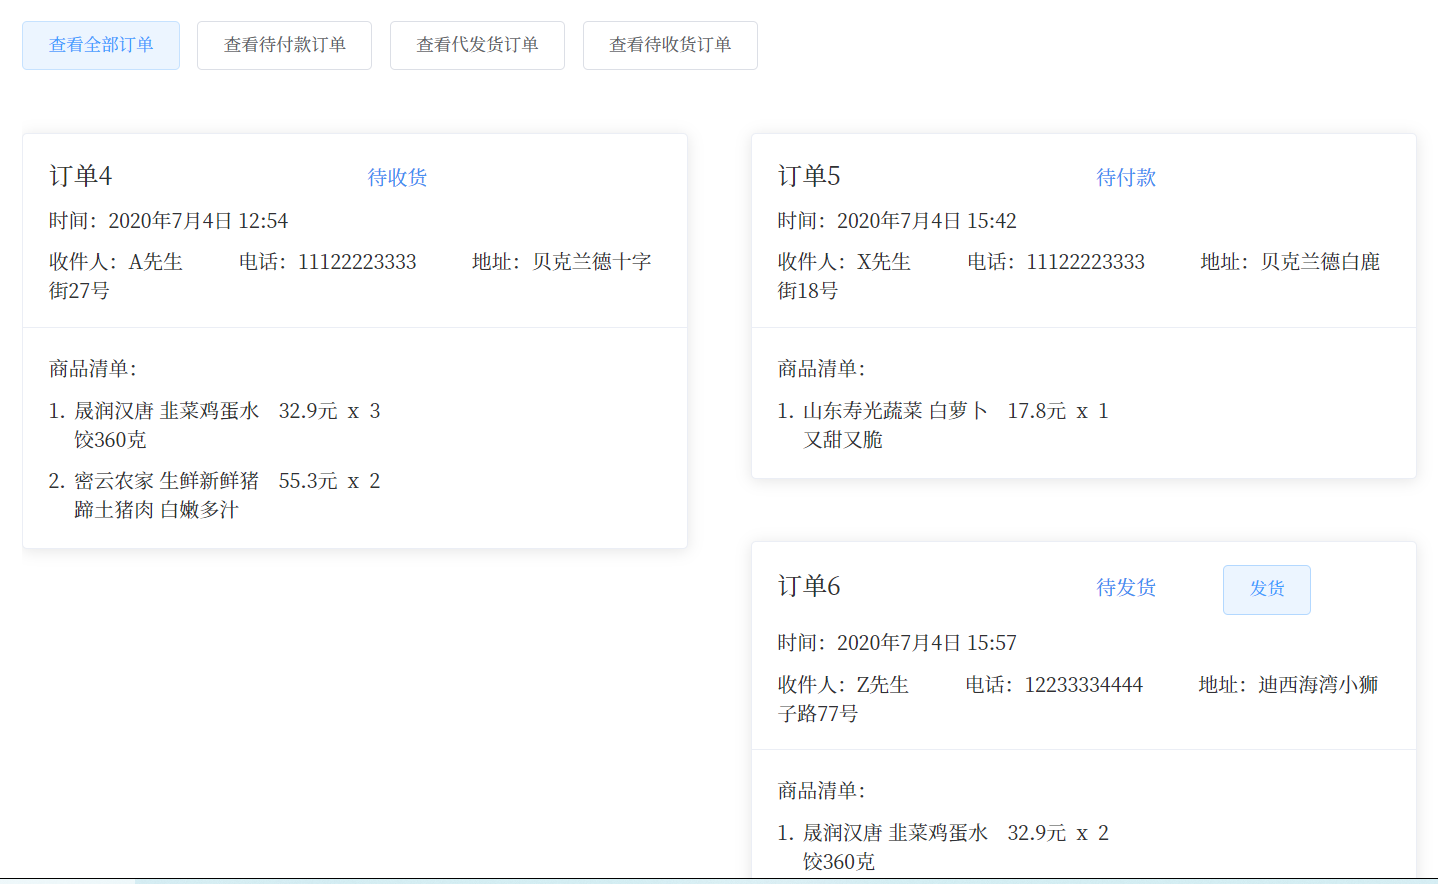 查看全部订单 查看待付款订单 查看代发货订单 查看待收货订单
订单4 待收货
时间：2020年7月4日 12:54
收件人：A先生 电话：11122223333 地址：贝克兰德十字
街27号
商品清单：
1. 晟润汉唐 韭菜鸡蛋水 32.9元 x 3
饺360克
2. 密云农家 生鲜新鲜猪 55.3元 x 2
蹄土猪肉 白嫩多汁
订单5 待付款
时间：2020年7月4日 15:42
收件人：X先生 电话：11122223333 地址：贝克兰德白鹿
街18号
商品清单：
1. 山东寿光蔬菜 白萝卜 17.8元 x 1
又甜又脆
订单6 待发货 发货
时间：2020年7月4日 15:57
收件人：Z先生 电话：12233334444 地址：迪西海湾小狮
子路77号
商品清单：
1. 晟润汉唐 韭菜鸡蛋水 32.9元 x 2
饺360克